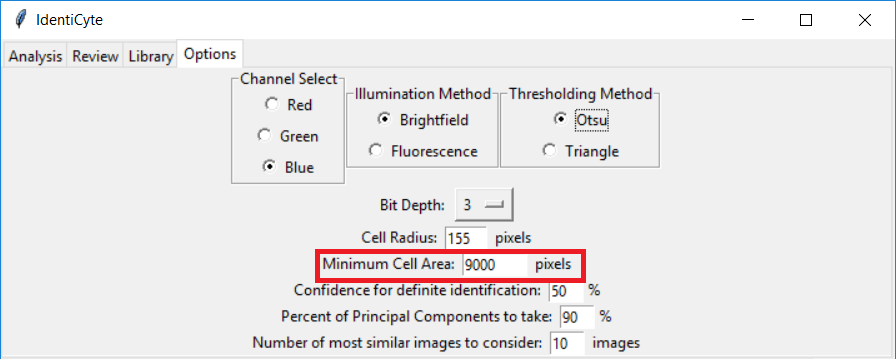 IdentiCyte
Analysis Review Library Options
Channel Select
Red
Green
Blue
Illumination Method
Brightfield
Fluorescence
Thresholding Method
Otsu
Triangle
Bit Depth: 3
Cell Radius: 155 pixels
Minimum Cell Area: 9000 pixels
Confidence for definite identification: 50 %
Percent of Principal Components to take: 90 %
Number of most similar images to consider: 10 images